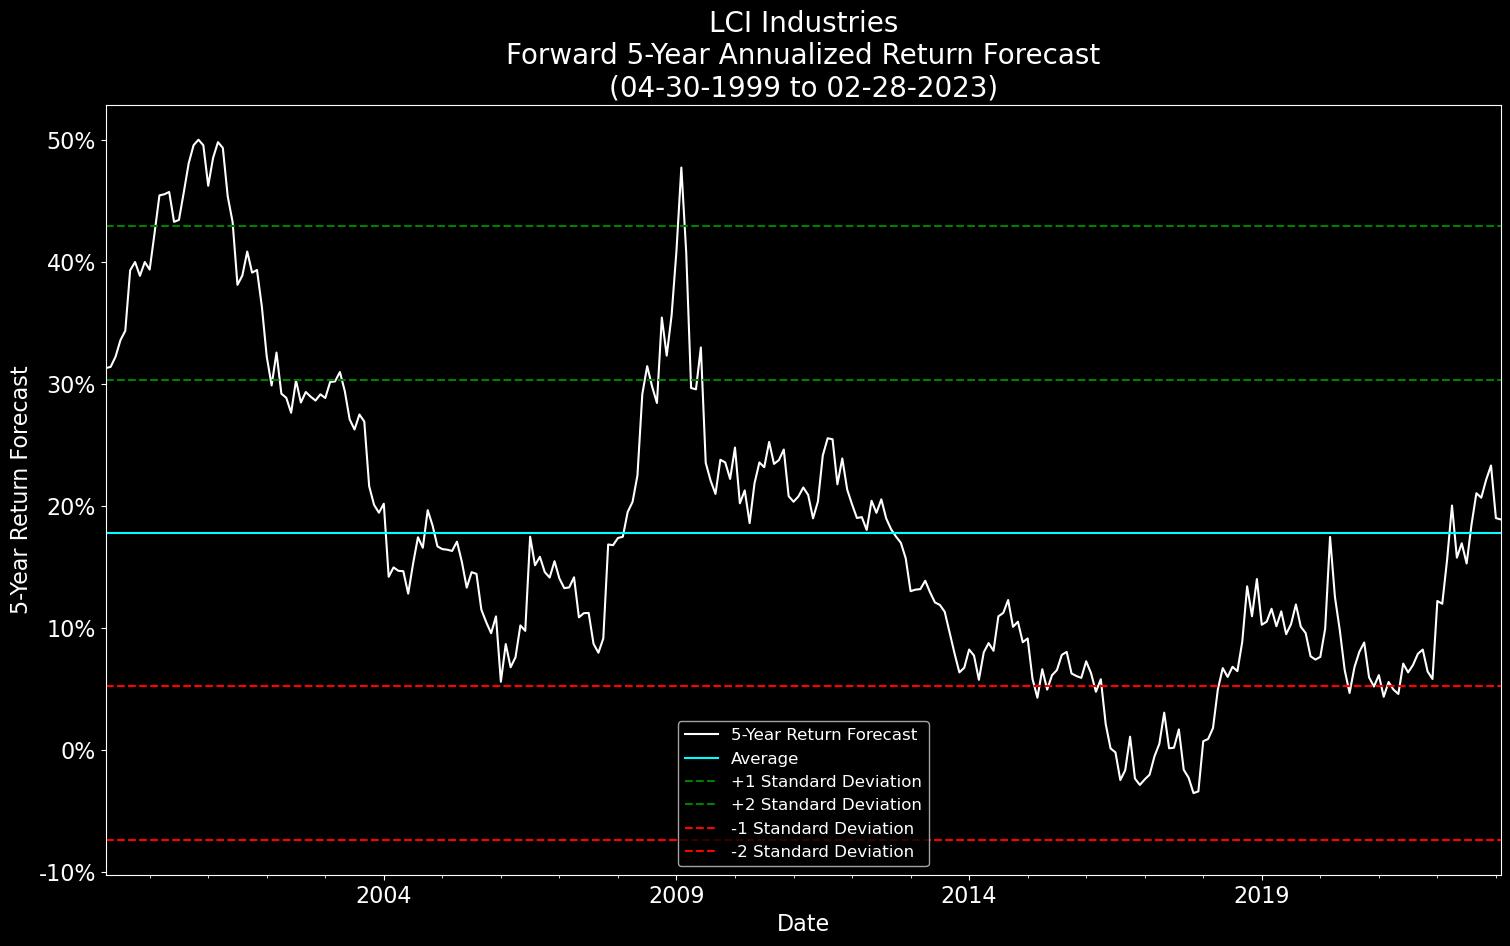 LCI Industries
Forward 5-Year Annualized Return Forecast
(04-30-1999 to 02-28-2023)
5-Year Return Forecast
50%
40%
30%
20%
10%
0%
-10%
5-Year Return Forecast
Average
+1 Standard Deviation
+2 Standard Deviation
-1 Standard Deviation
-2 Standard Deviation
2004 2009 2014 2019
Date